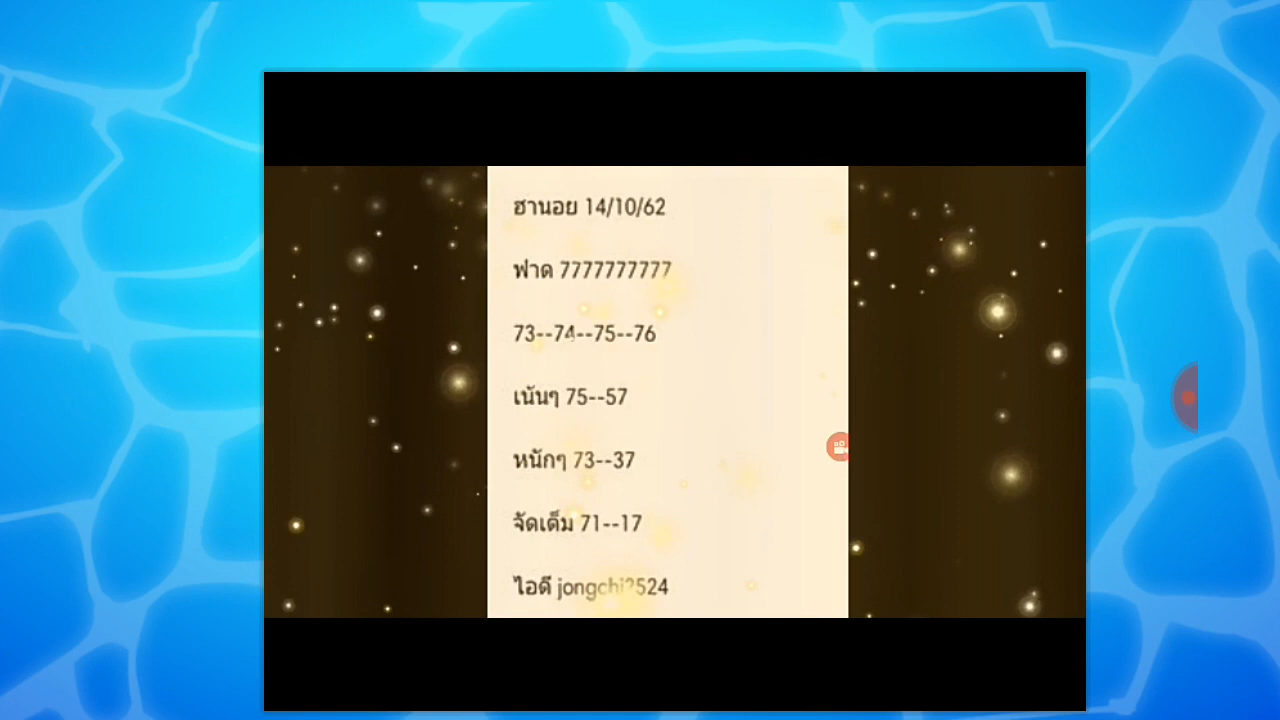 ฮานอย 14/10/62
ฟาด 7777777777
73--74--75--76
เน้นๆ 75--57
หนักๆ 73--37
จัดเต็ม 71--17
ไอดี jongchi2524